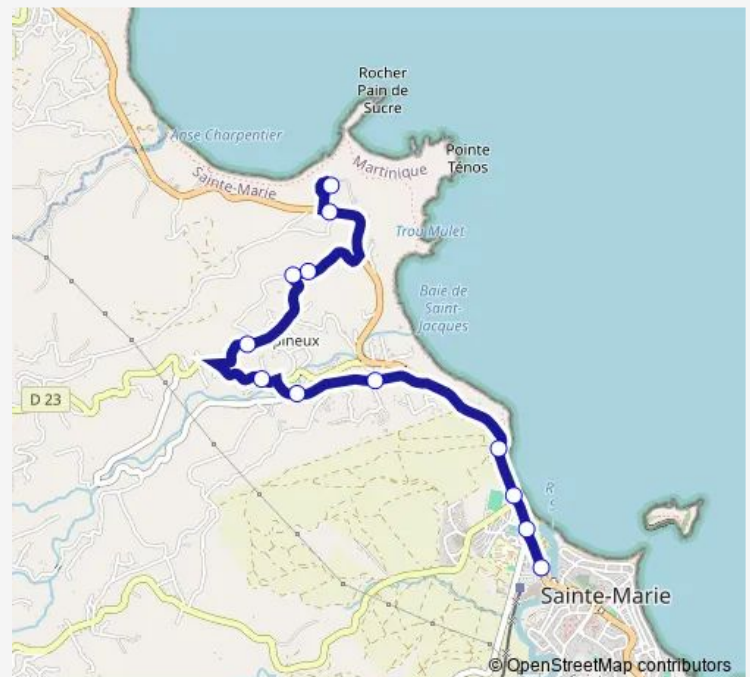 Rocher
Pain de
Sucre
Anse Charpentier
Pointe
Ténos
Martinique
Sainte-Marie
Trou Mulet
Baie de
Saint-
Jacques
pineux
D 23
R
S
Sainte-Marie
© OpenStreetMap contributors